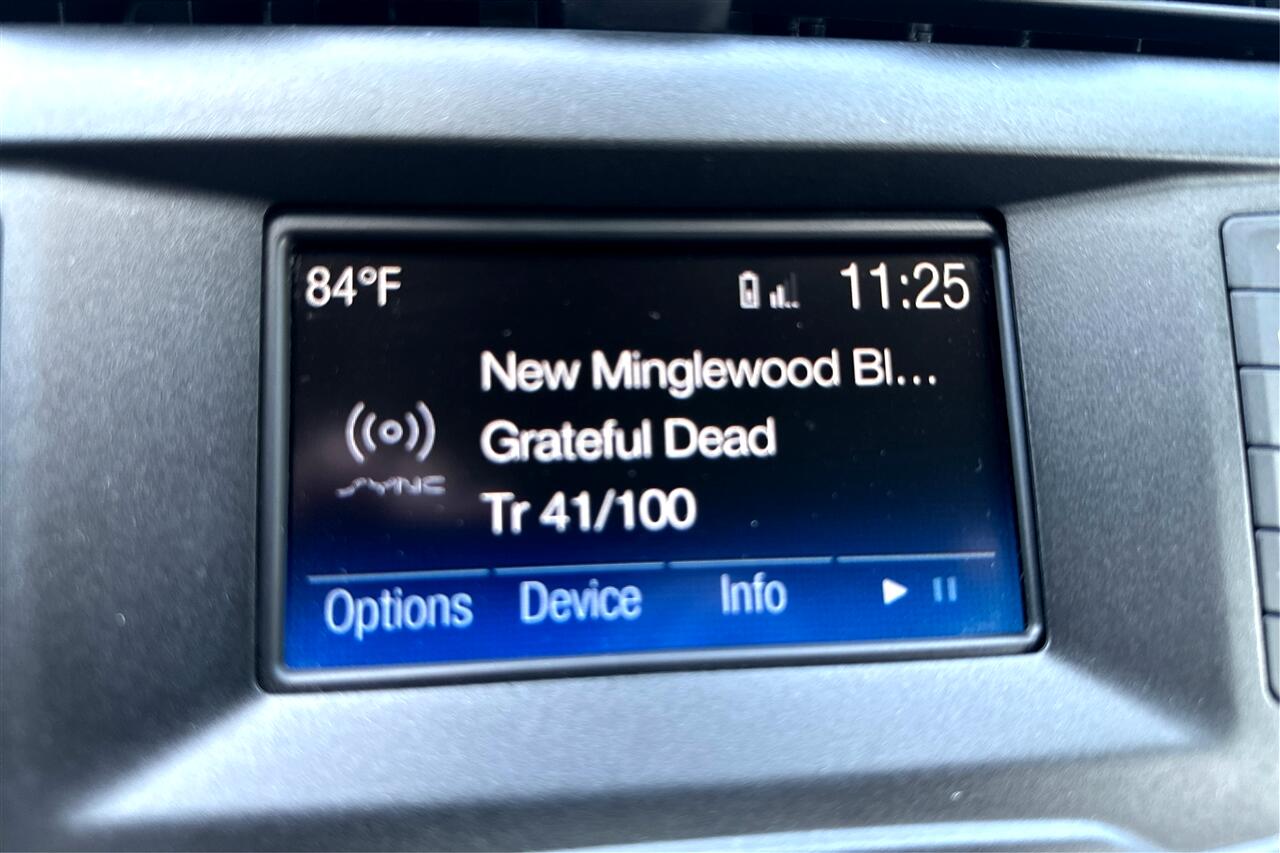 84°F 11:25
New Minglewood Bl...
Grateful Dead
SYNC
Tr 41/100
Options Device Info